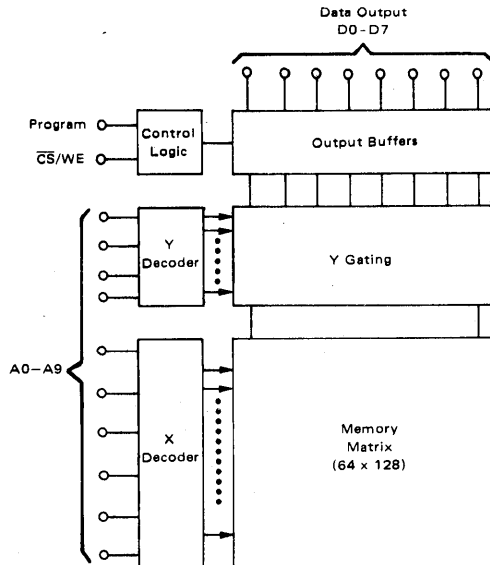 Data Output
D0-D7
Program
Control
Logic
Output Buffers
C̅S̅/WE
Y
Decoder
Y Gating
A0-A9
X
Decoder
Memory
Matrix
(64 x 128)